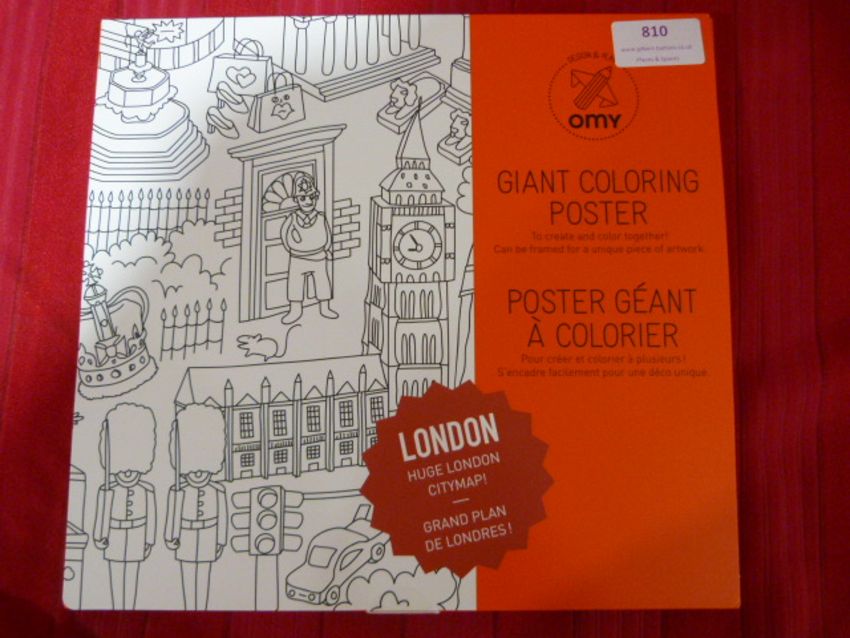 810
DESIGN &
OMY
GIANT COLORING
POSTER
To create and color together!
Can be framed for a unique piece of artwork.
POSTER GÉANT
À COLORIER
Pour créer et colorier à plusieurs!
S'encadre facilement pour une déco unique.
LONDON
HUGE LONDON
CITYMAP!
GRAND PLAN
DE LONDRES!